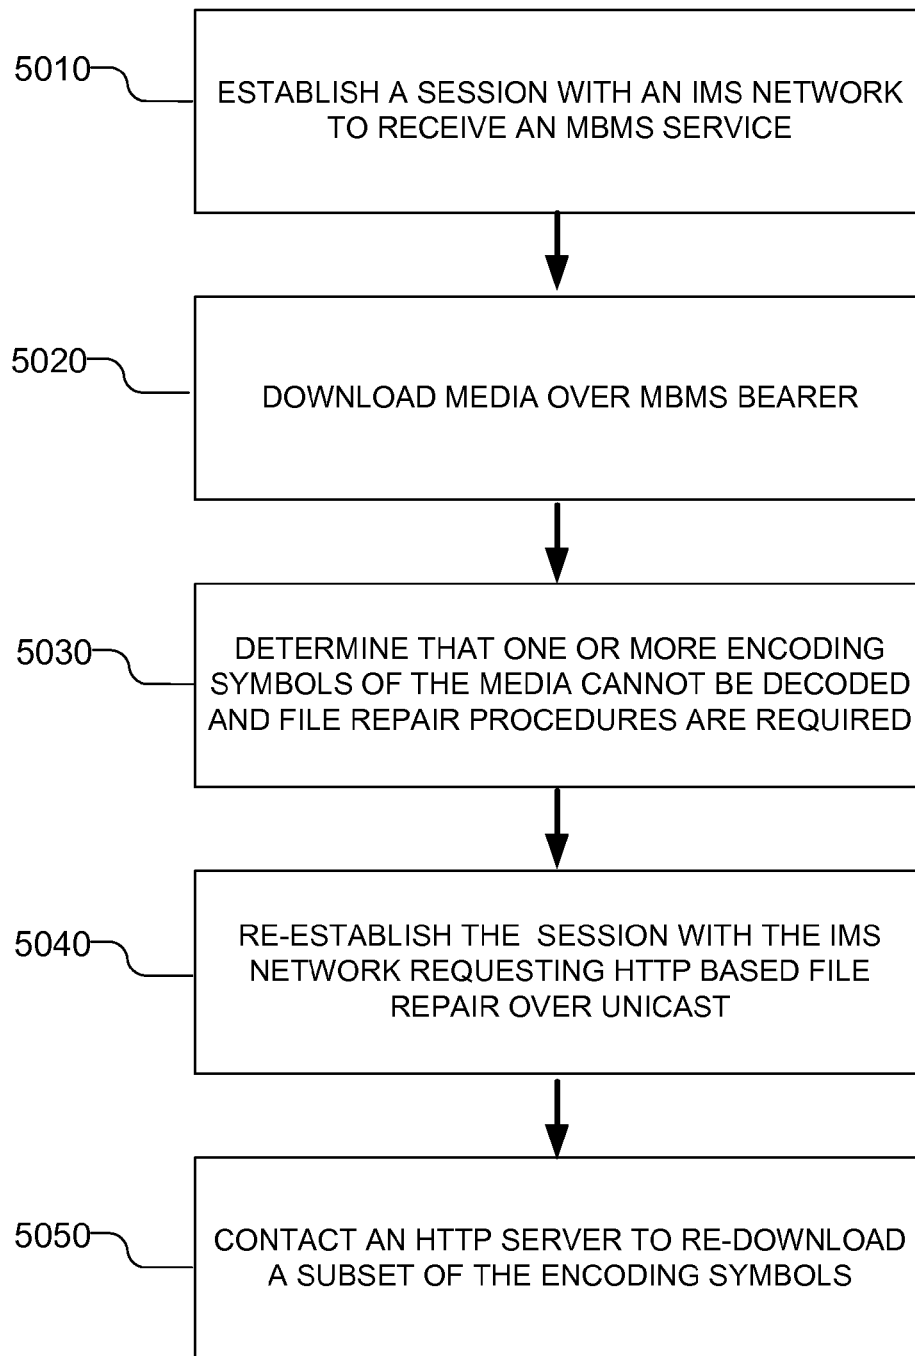 5010
ESTABLISH A SESSION WITH AN IMS NETWORK
TO RECEIVE AN MBMS SERVICE
5020
DOWNLOAD MEDIA OVER MBMS BEARER
5030
DETERMINE THAT ONE OR MORE ENCODING
SYMBOLS OF THE MEDIA CANNOT BE DECODED
AND FILE REPAIR PROCEDURES ARE REQUIRED
5040
RE-ESTABLISH THE SESSION WITH THE IMS
NETWORK REQUESTING HTTP BASED FILE
REPAIR OVER UNICAST
5050
CONTACT AN HTTP SERVER TO RE-DOWNLOAD
A SUBSET OF THE ENCODING SYMBOLS